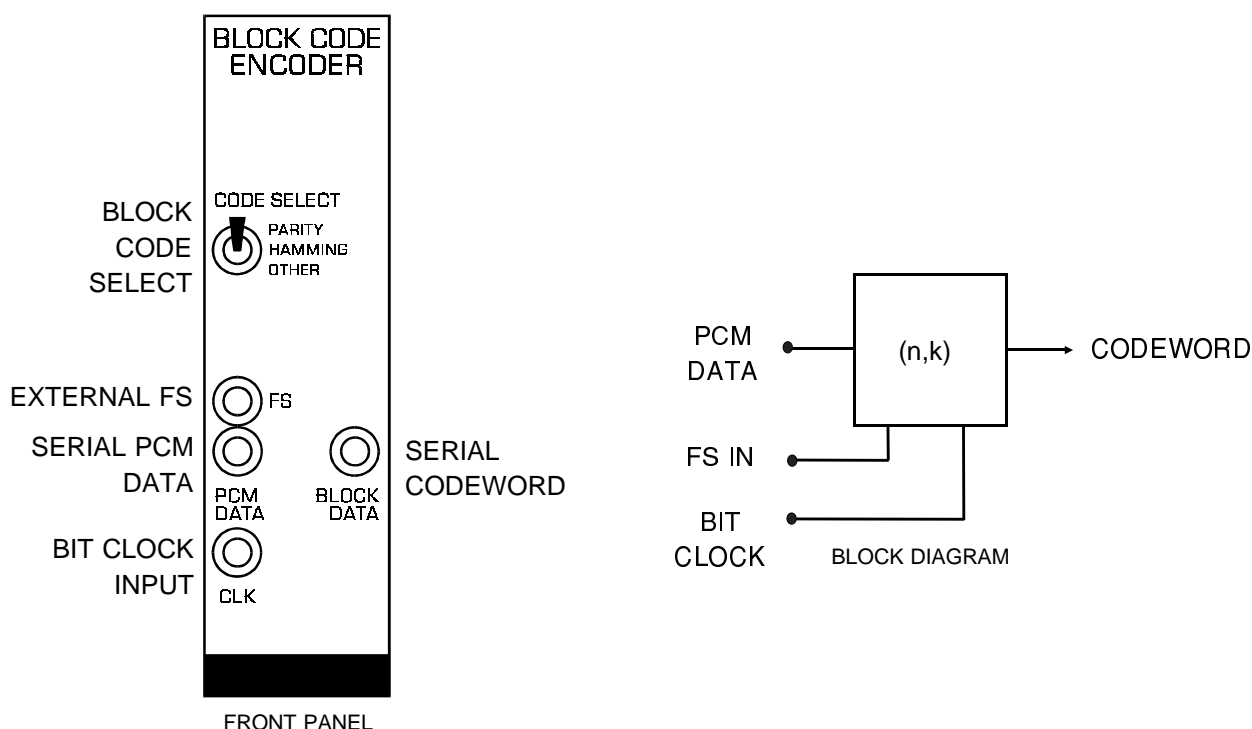 BLOCK CODE
ENCODER
BLOCK
CODE
SELECT
CODE SELECT
PARITY
HAMMING
OTHER
EXTERNAL FS
FS
SERIAL PCM
DATA
PCM
DATA
BLOCK
DATA
SERIAL
CODEWORD
BIT CLOCK
INPUT
CLK
FRONT PANEL
PCM
DATA
(n,k)
CODEWORD
FS IN
BIT
CLOCK
BLOCK DIAGRAM